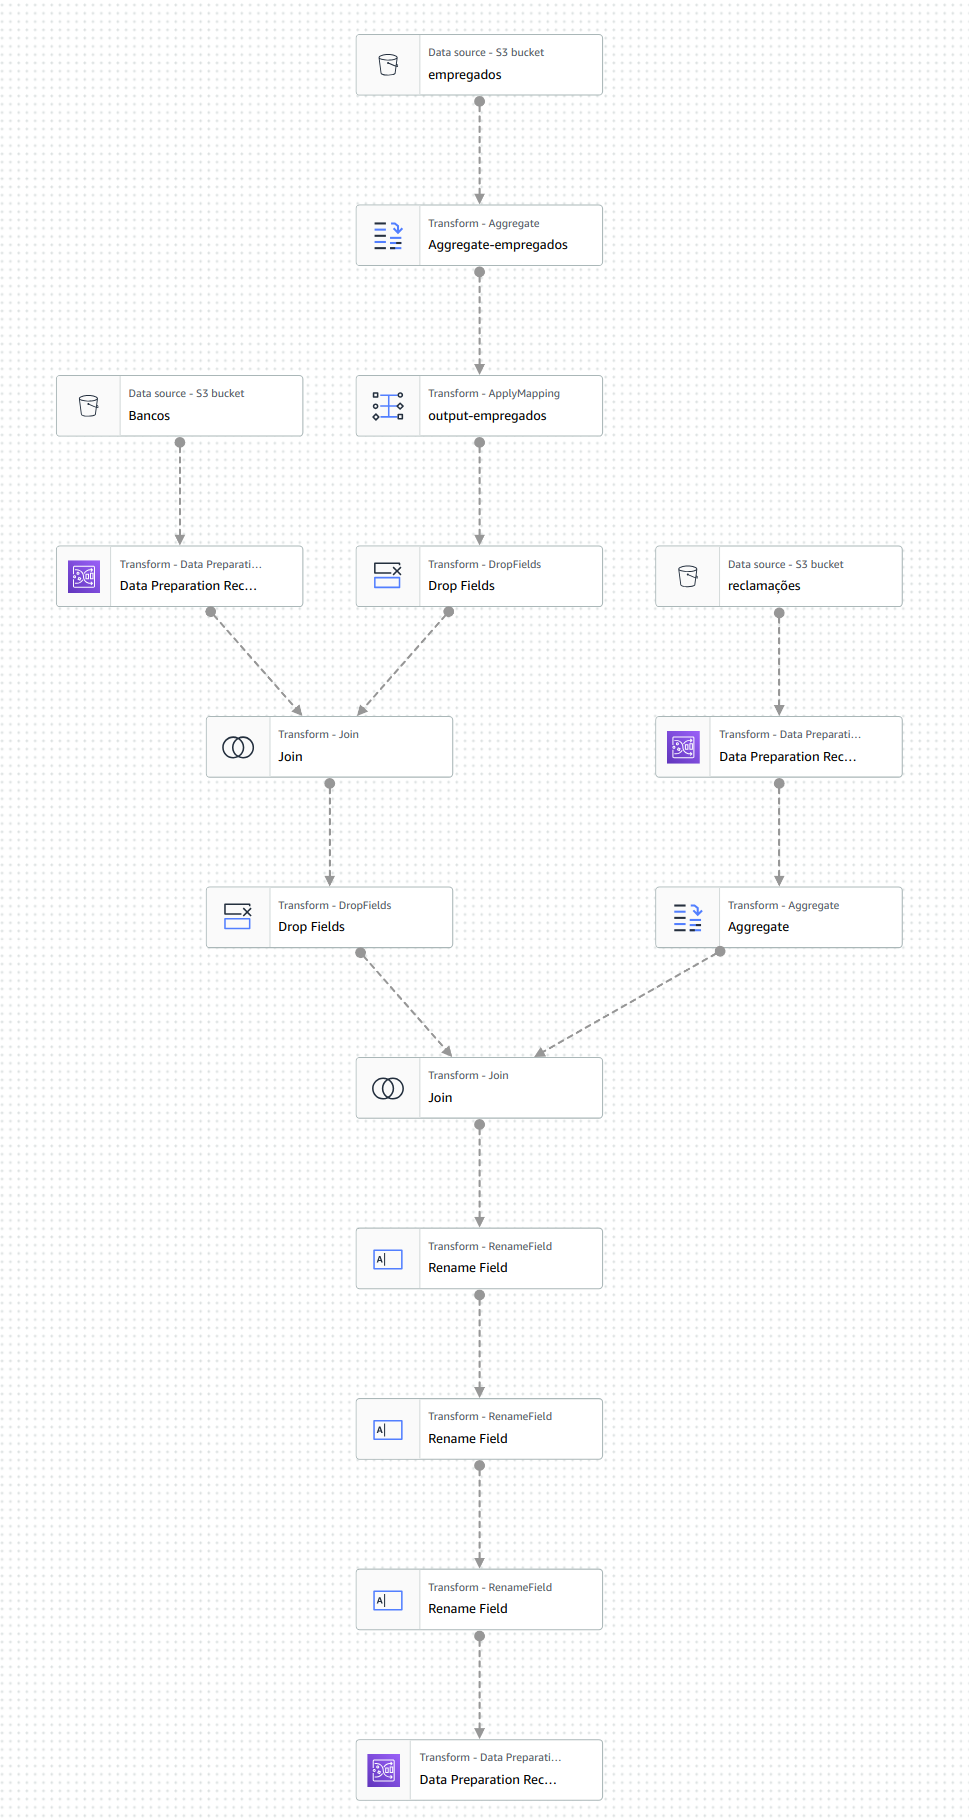 Data source - S3 bucket
empregados
Transform - Aggregate
Aggregate-empregados
Data source - S3 bucket
Bancos
Transform - ApplyMapping
output-empregados
Transform - Data Preparati...
Data Preparation Rec...
Transform - DropFields
Drop Fields
Data source - S3 bucket
reclamações
Transform - Join
Join
Transform - Data Preparati...
Data Preparation Rec...
Transform - DropFields
Drop Fields
Transform - Aggregate
Aggregate
Transform - Join
Join
Transform - RenameField
Rename Field
Transform - RenameField
Rename Field
Transform - RenameField
Rename Field
Transform - Data Preparati...
Data Preparation Rec...